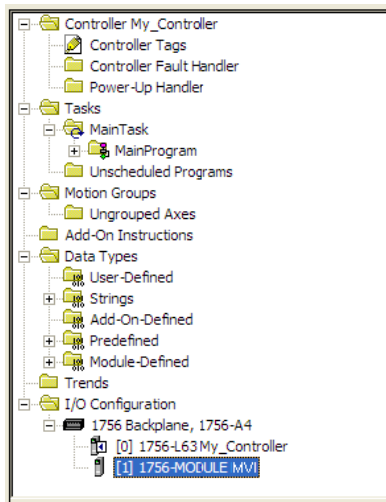 Controller My_Controller
Controller Tags
Controller Fault Handler
Power-Up Handler
Tasks
MainTask
MainProgram
Unscheduled Programs
Motion Groups
Ungrouped Axes
Add-On Instructions
Data Types
User-Defined
Strings
Add-On-Defined
Predefined
Module-Defined
Trends
I/O Configuration
1756 Backplane, 1756-A4
[0] 1756-L63 My_Controller
[1] 1756-MODULE MVI